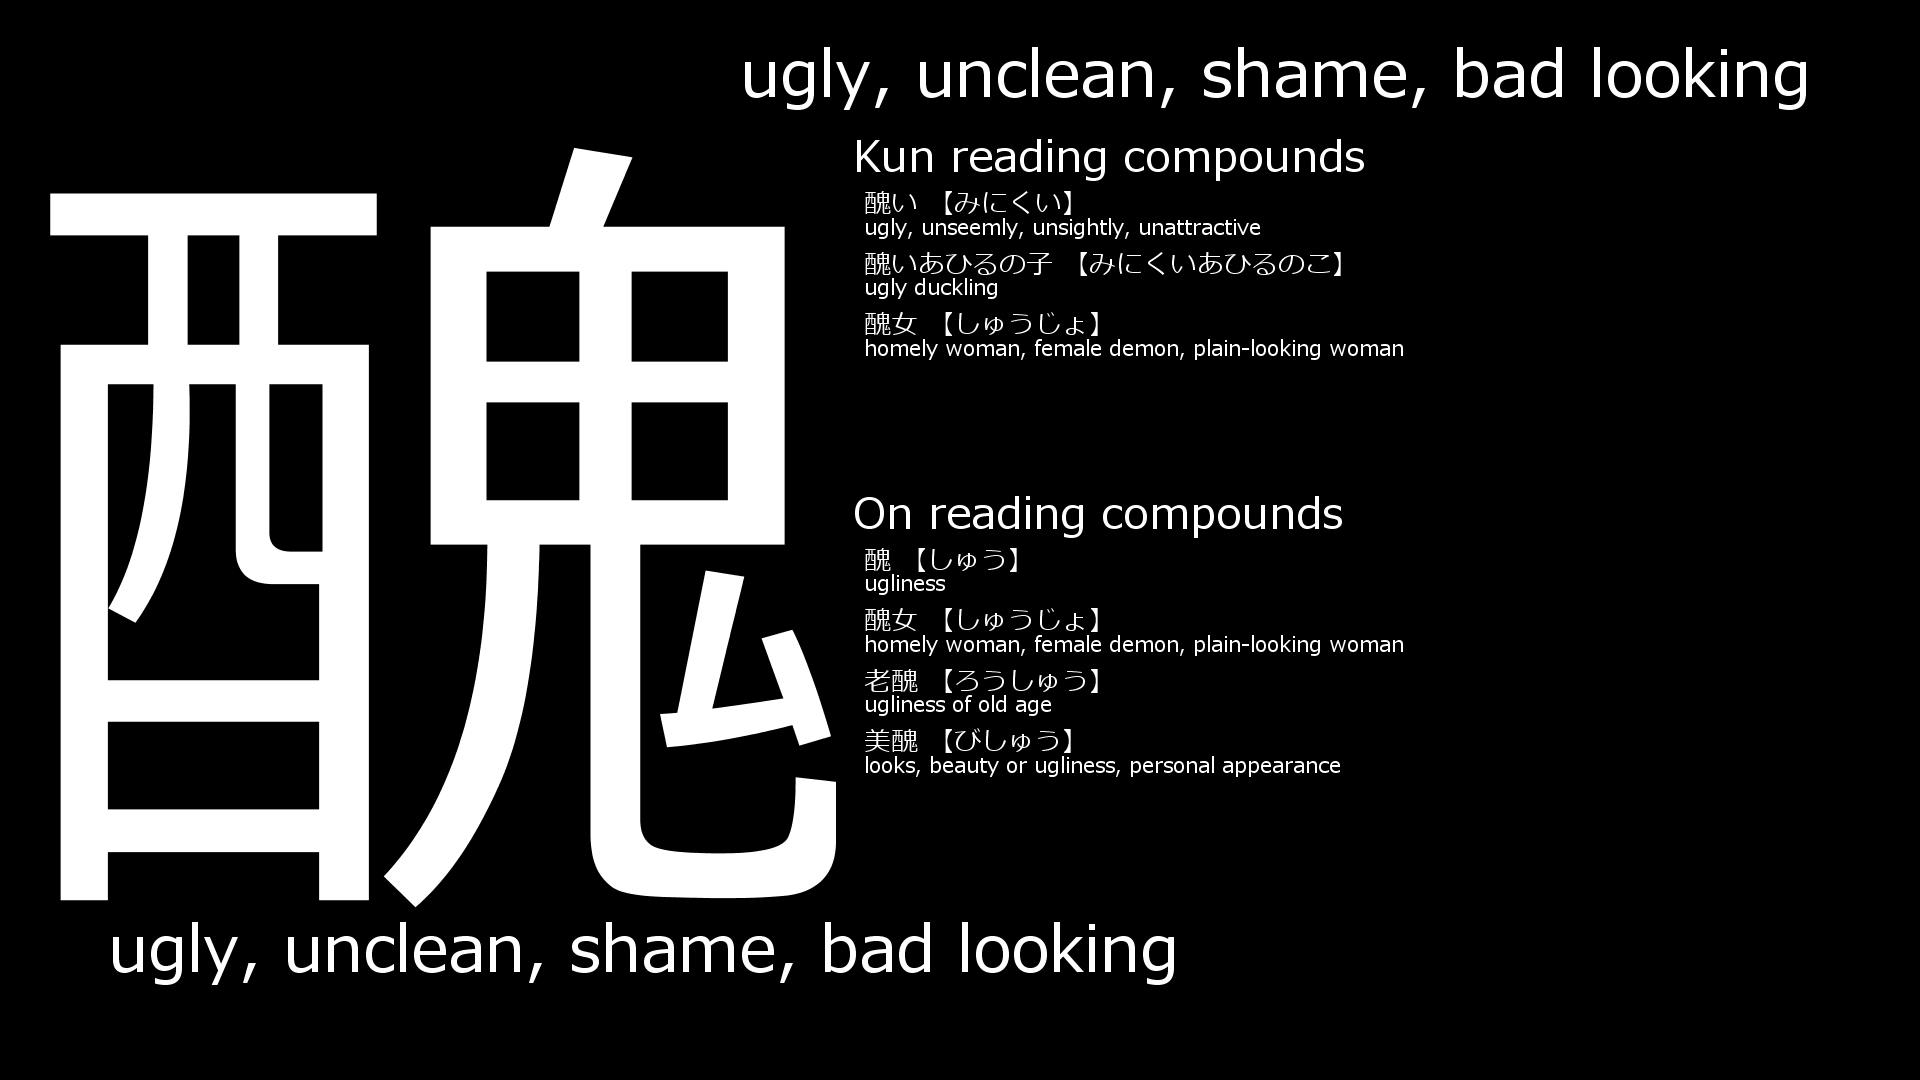 ugly, unclean, shame, bad looking
醜
Kun reading compounds
醜い 【みにくい】
ugly, unseemly, unsightly, unattractive
醜いあひるの子 【みにくいあひるのこ】
ugly duckling
醜女 【しゅうじょ】
homely woman, female demon, plain-looking woman
On reading compounds
醜 【しゅう】
ugliness
醜女 【しゅうじょ】
homely woman, female demon, plain-looking woman
老醜 【ろうしゅう】
ugliness of old age
美醜 【びしゅう】
looks, beauty or ugliness, personal appearance
ugly, unclean, shame, bad looking